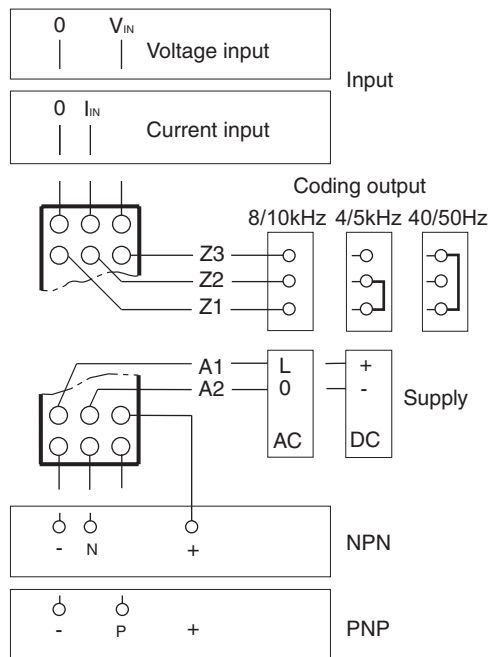 0 VIN
Voltage input
Input
0 IIN
Current input
Coding output
8/10kHz 4/5kHz 40/50Hz
Z3
Z2
Z1
A1 L +
A2 0 -
Supply
AC DC
- N +
NPN
- P +
PNP